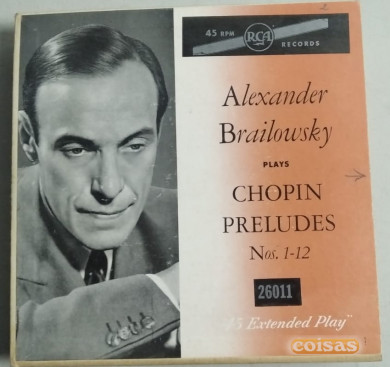 45 RPM RCA RECORDS
Alexander
Brailowsky
PLAYS
CHOPIN
PRELUDES
Nos. 1-12
26011
"45 Extended Play"
coisas